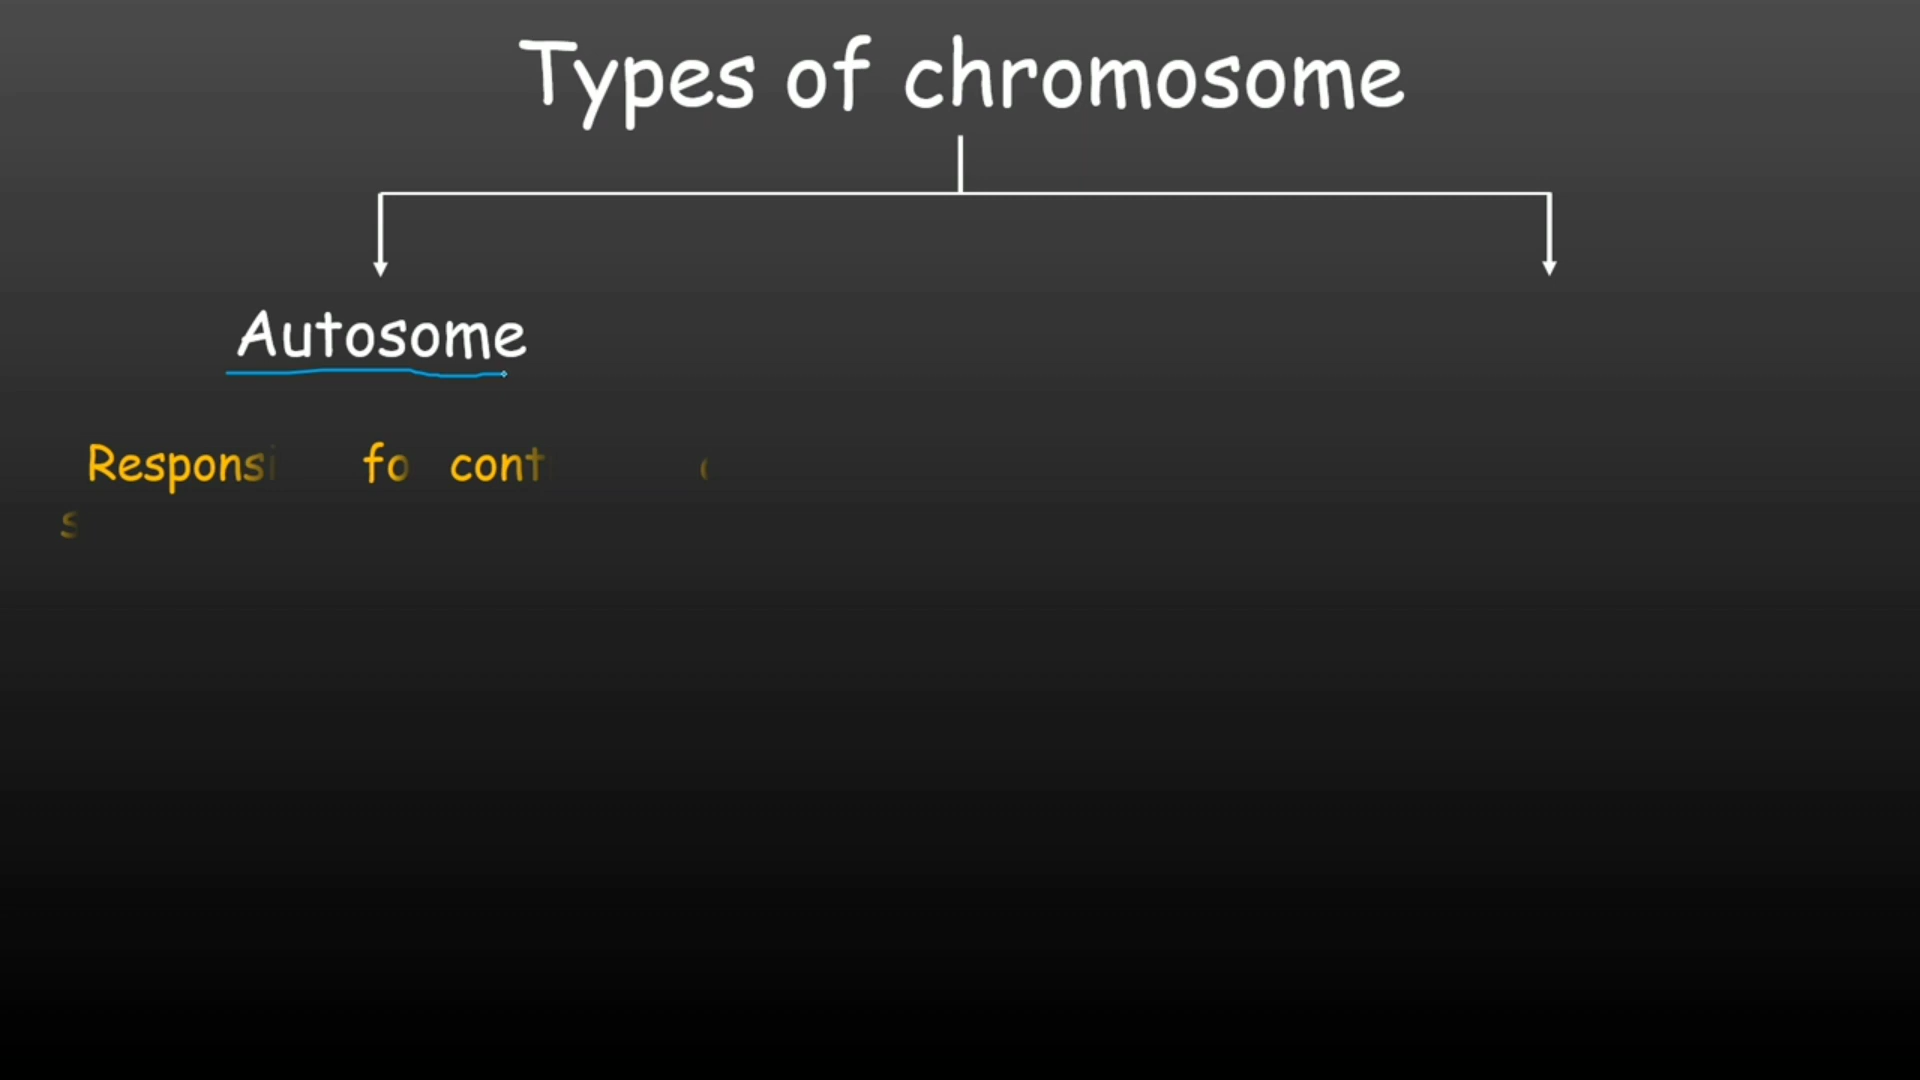 Types of chromosome
Autosome
Respons fo cont
s